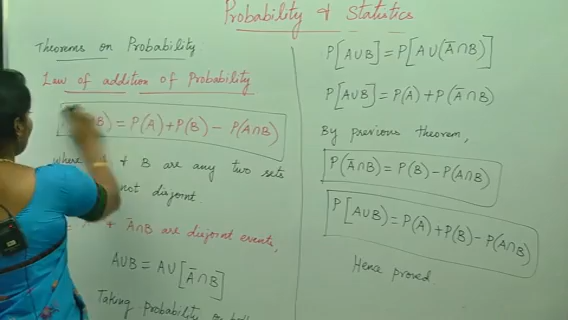 Probability & Statistics
Theorems on Probability
Law of addition of Probability
B) = P(A) + P(B) - P(A∩B)
& B are any two sets
not disjoint.
Ā∩B are disjoint events,
A∪B = A∪[Ā∩B]
Taking Probability on
P[A∪B] = P[A∪(Ā∩B)]
P[A∪B] = P(A) + P(Ā∩B)
By previous theorem,
P(Ā∩B) = P(B) - P(A∩B)
P[A∪B] = P(A) + P(B) - P(A∩B)
Hence proved